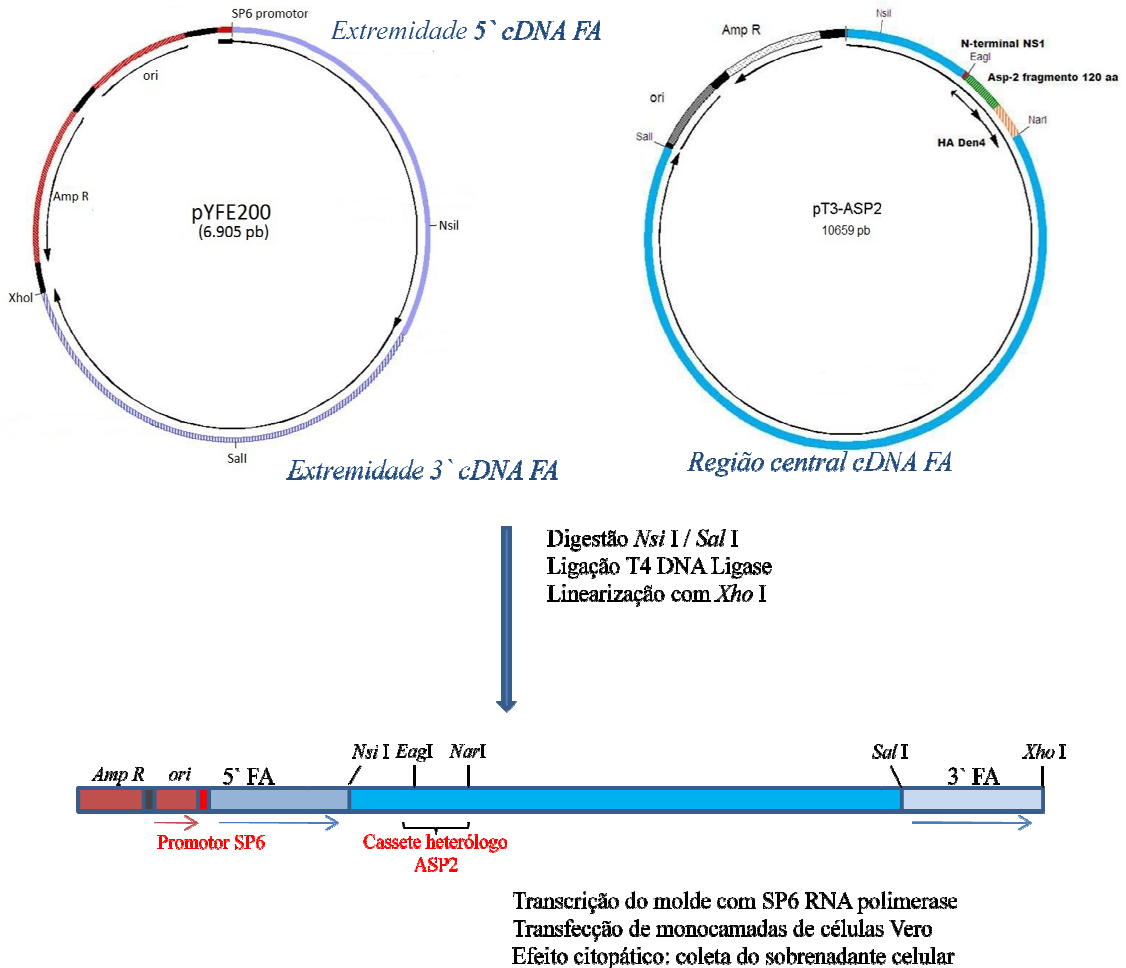 SP6 promotor
Extremidade 5` cDNA FA
ori
Amp R
pYFE200
(6.905 pb)
NsiI
XhoI
SalI
Extremidade 3` cDNA FA
NsiI
Amp R
N-terminal NS1
EagI
Asp-2 fragmento 120 aa
ori
NarI
SalI
HA Den4
pT3-ASP2
10659 pb
Região central cDNA FA
Digestão Nsi I / Sal I
Ligação T4 DNA Ligase
Linearização com Xho I
Nsi I EagI NarI Sal I Xho I
Amp R ori 5` FA 3` FA
Promotor SP6
Cassete heterólogo
ASP2
Transcrição do molde com SP6 RNA polimerase
Transfecção de monocamadas de células Vero
Efeito citopático: coleta do sobrenadante celular